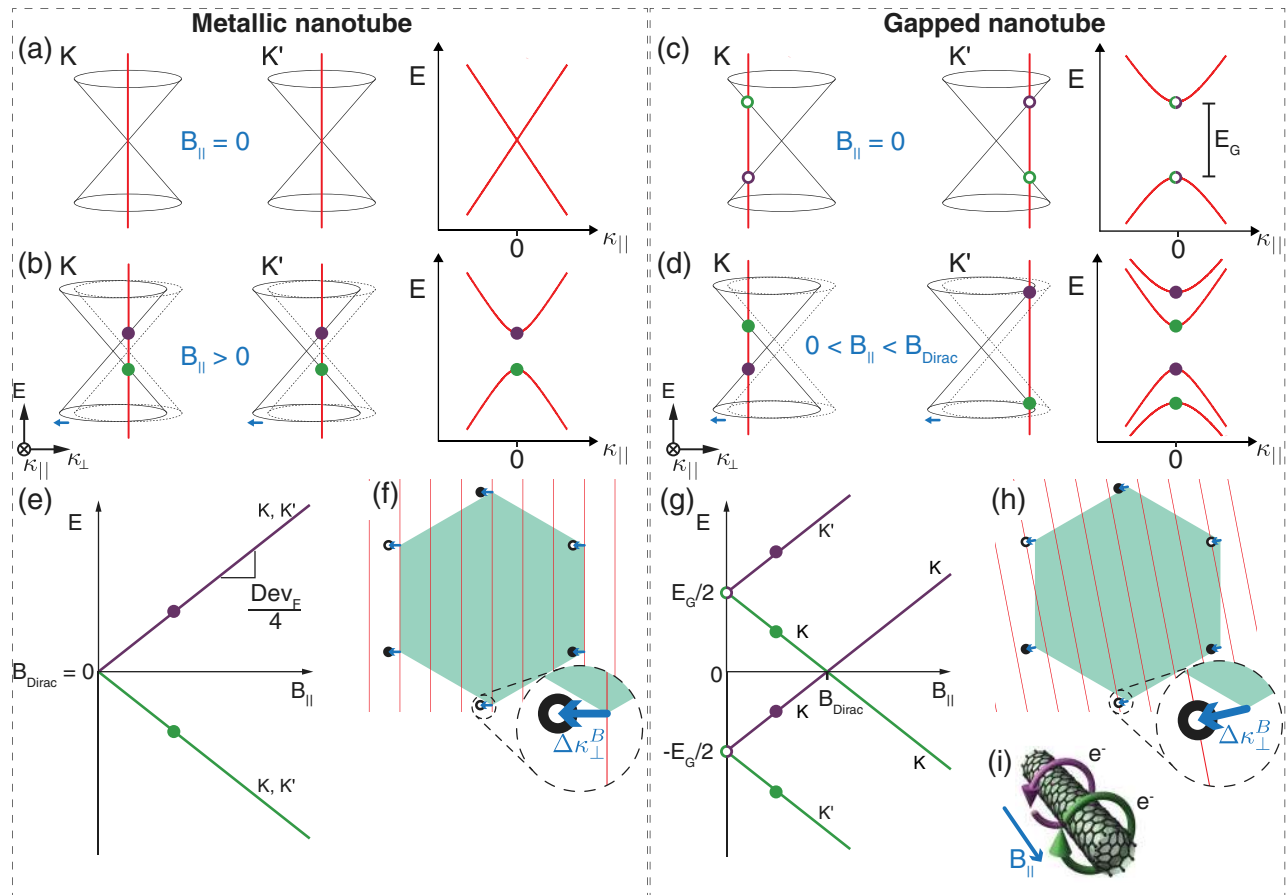 Metallic nanotube
(a)
K
K'
B|| = 0
E
0
κ||
(b)
K
K'
B|| > 0
E
0
κ||
E
κ||
κ⊥
(e)
E
K, K'
Dev_E
4
B_Dirac = 0
B||
K, K'
(f)
Δκ⊥^B
Gapped nanotube
(c)
K
K'
B|| = 0
E
E_G
0
κ||
(d)
K
K'
0 < B|| < B_Dirac
E
0
κ||
E
κ||
κ⊥
(g)
E
K'
E_G/2
K
K
0
B_Dirac
B||
K
-E_G/2
K
K'
(h)
Δκ⊥^B
(i)
e-
e-
B||